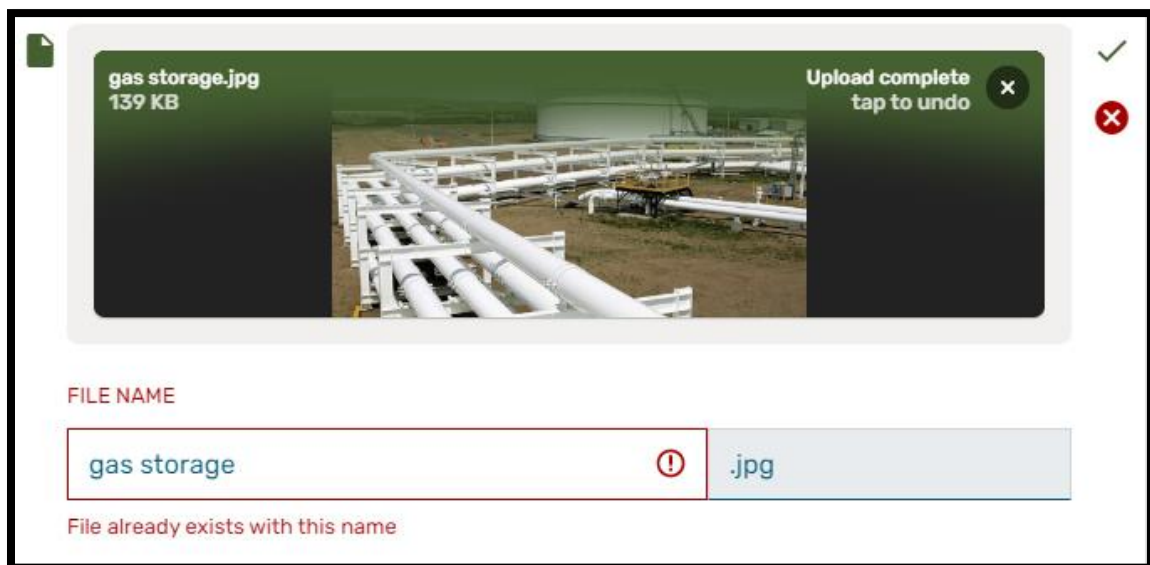 gas storage.jpg
139 KB
Upload complete
tap to undo
FILE NAME
gas storage
.jpg
File already exists with this name